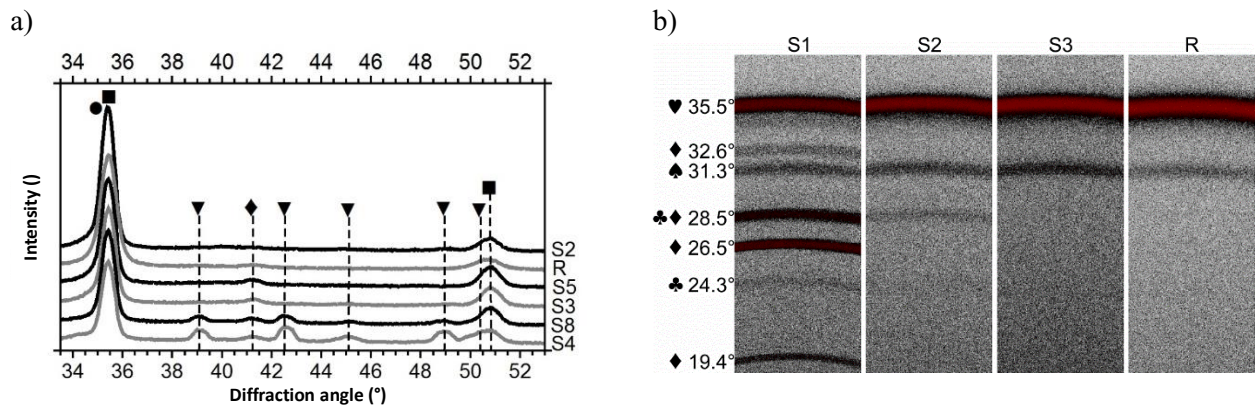 a)
34 36 38 40 42 44 46 48 50 52
Intensity ()
S2
R
S5
S3
S8
S4
34 36 38 40 42 44 46 48 50 52
Diffraction angle (°)
b)
S1 S2 S3 R
♥ 35.5°
♦ 32.6°
♠ 31.3°
♣♦ 28.5°
♦ 26.5°
♣ 24.3°
♦ 19.4°